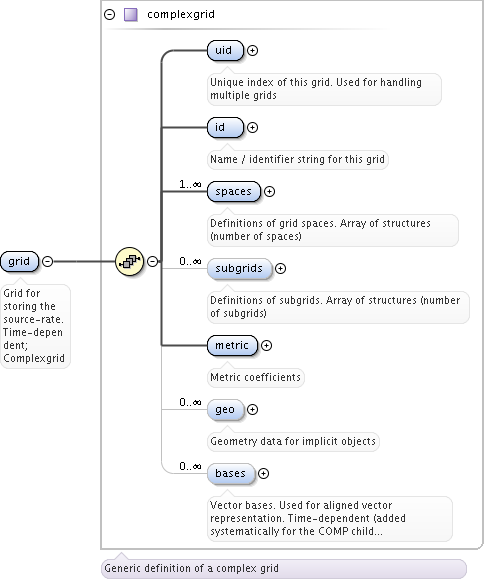 complexgrid
uid
Unique index of this grid. Used for handling
multiple grids
id
Name / identifier string for this grid
1..∞
spaces
Definitions of grid spaces. Array of structures
(number of spaces)
grid
0..∞
subgrids
Grid for
storing the
source-rate.
Time-depen
dent;
Complexgrid
Definitions of subgrids. Array of structures (number
of subgrids)
metric
Metric coefficients
0..∞
geo
Geometry data for implicit objects
0..∞
bases
Vector bases. Used for aligned vector
representation. Time-dependent (added
systematically for the COMP child...
Generic definition of a complex grid